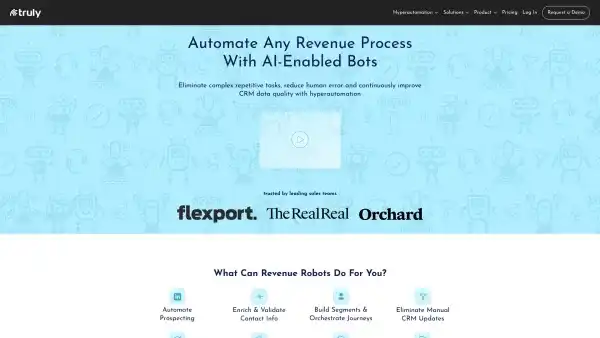 truly
Hyperautomation Solutions Product Pricing Log In Request a Demo
Automate Any Revenue Process
With AI-Enabled Bots
Eliminate complex repetitive tasks, reduce human error and continuously improve
CRM data quality with hyperautomation
trusted by leading sales teams
flexport. TheRealReal Orchard
What Can Revenue Robots Do For You?
Automate
Prospecting
Enrich & Validate
Contact Info
Build Segments &
Orchestrate Journeys
Eliminate Manual
CRM Updates